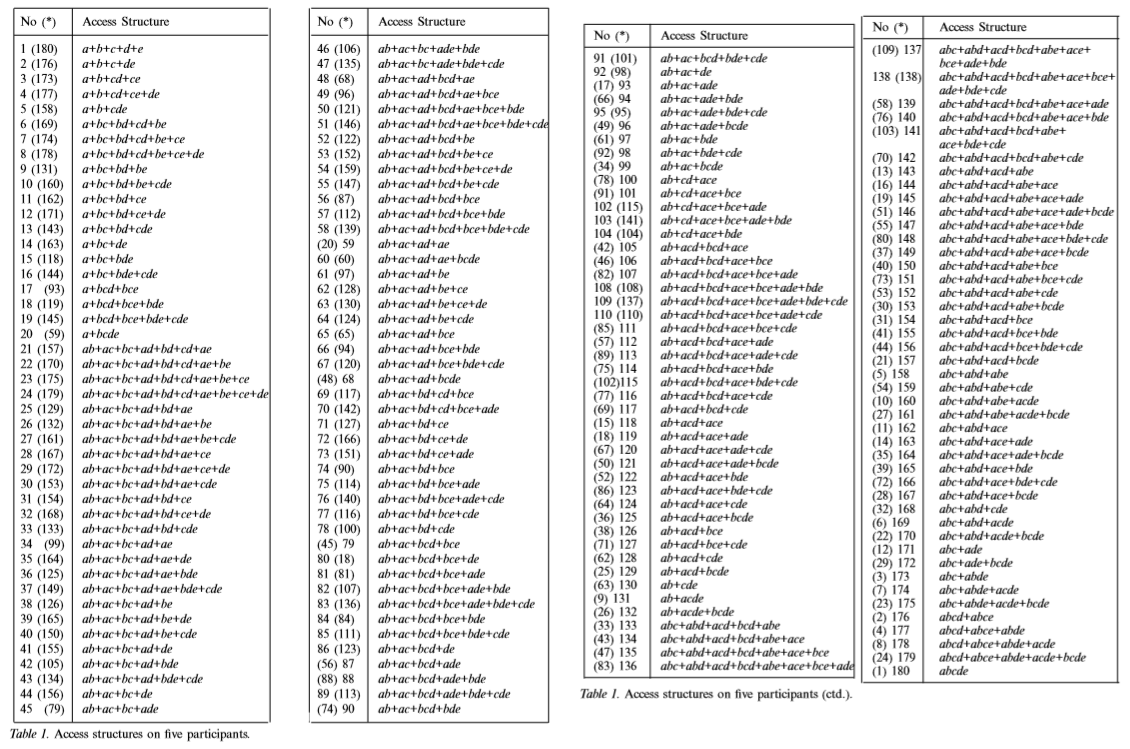 No (*) Access Structure
1 (180) a+b+c+d+e
2 (176) a+b+c+de
3 (173) a+b+cd+ce
4 (177) a+b+cd+ce+de
5 (158) a+b+cde
6 (169) a+bc+bd+cd+be
7 (174) a+bc+bd+cd+be+ce
8 (178) a+bc+bd+cd+be+ce+de
9 (131) a+bc+bd+be
10 (160) a+bc+bd+be+cde
11 (162) a+bc+bd+ce
12 (171) a+bc+bd+ce+de
13 (143) a+bc+bd+cde
14 (163) a+bc+de
15 (118) a+bc+bde
16 (144) a+bc+bde+cde
17 (93) a+bcd+bce
18 (119) a+bcd+bce+bde
19 (145) a+bcd+bce+bde+cde
20 (59) a+bcde
21 (157) ab+ac+bc+ad+bd+cd+ae
22 (170) ab+ac+bc+ad+bd+cd+ae+be
23 (175) ab+ac+bc+ad+bd+cd+ae+be+ce
24 (179) ab+ac+bc+ad+bd+cd+ae+be+ce+de
25 (129) ab+ac+bc+ad+bd+ae
26 (132) ab+ac+bc+ad+bd+ae+be
27 (161) ab+ac+bc+ad+bd+ae+be+cde
28 (167) ab+ac+bc+ad+bd+ae+ce
29 (172) ab+ac+bc+ad+bd+ae+ce+de
30 (153) ab+ac+bc+ad+bd+ae+cde
31 (154) ab+ac+bc+ad+bd+ce
32 (168) ab+ac+bc+ad+bd+ce+de
33 (133) ab+ac+bc+ad+bd+cde
34 (99) ab+ac+bc+ad+ae
35 (164) ab+ac+bc+ad+ae+de
36 (125) ab+ac+bc+ad+ae+bde
37 (149) ab+ac+bc+ad+ae+bde+cde
38 (126) ab+ac+bc+ad+be
39 (165) ab+ac+bc+ad+be+de
40 (150) ab+ac+bc+ad+be+cde
41 (155) ab+ac+bc+ad+de
42 (105) ab+ac+bc+ad+bde
43 (134) ab+ac+bc+ad+bde+cde
44 (156) ab+ac+bc+de
45 (79) ab+ac+bc+ade
Table 1. Access structures on five participants.
No (*) Access Structure
46 (106) ab+ac+bc+ade+bde
47 (135) ab+ac+bc+ade+bde+cde
48 (68) ab+ac+ad+bcd+ae
49 (96) ab+ac+ad+bcd+ae+bce
50 (121) ab+ac+ad+bcd+ae+bce+bde
51 (146) ab+ac+ad+bcd+ae+bce+bde+cde
52 (122) ab+ac+ad+bcd+be
53 (152) ab+ac+ad+bcd+be+ce
54 (159) ab+ac+ad+bcd+be+ce+de
55 (147) ab+ac+ad+bcd+be+cde
56 (87) ab+ac+ad+bcd+bce
57 (112) ab+ac+ad+bcd+bce+bde
58 (139) ab+ac+ad+bcd+bce+bde+cde
(20) 59 ab+ac+ad+ae
60 (60) ab+ac+ad+ae+bcde
61 (97) ab+ac+ad+be
62 (128) ab+ac+ad+be+ce
63 (130) ab+ac+ad+be+ce+de
64 (124) ab+ac+ad+be+cde
65 (65) ab+ac+ad+bce
66 (94) ab+ac+ad+bce+bde
67 (120) ab+ac+ad+bce+bde+cde
(48) 68 ab+ac+ad+bcde
69 (117) ab+ac+bd+cd+bce
70 (142) ab+ac+bd+cd+bce+ade
71 (127) ab+ac+bd+ce
72 (166) ab+ac+bd+ce+de
73 (151) ab+ac+bd+ce+ade
74 (90) ab+ac+bd+bce
75 (114) ab+ac+bd+bce+ade
76 (140) ab+ac+bd+bce+ade+cde
77 (116) ab+ac+bd+bce+cde
78 (100) ab+ac+bd+cde
(45) 79 ab+ac+bcd+bce
80 (18) ab+ac+bcd+bce+de
81 (81) ab+ac+bcd+bce+ade
82 (107) ab+ac+bcd+bce+ade+bde
83 (136) ab+ac+bcd+bce+ade+bde+cde
84 (84) ab+ac+bcd+bce+bde
85 (111) ab+ac+bcd+bce+bde+cde
86 (123) ab+ac+bcd+de
(56) 87 ab+ac+bcd+ade
(88) 88 ab+ac+bcd+ade+bde
89 (113) ab+ac+bcd+ade+bde+cde
(74) 90 ab+ac+bcd+bde
No (*) Access Structure
91 (101) ab+ac+bcd+bde+cde
92 (98) ab+ac+de
(17) 93 ab+ac+ade
(66) 94 ab+ac+ade+bde
95 (95) ab+ac+ade+bde+cde
(49) 96 ab+ac+ade+bcde
(61) 97 ab+ac+bde
(92) 98 ab+ac+bde+cde
(34) 99 ab+ac+bcde
(78) 100 ab+cd+ace
(91) 101 ab+cd+ace+bce
102 (115) ab+cd+ace+bce+ade
103 (141) ab+cd+ace+bce+ade+bde
104 (104) ab+cd+ace+bde
(42) 105 ab+acd+bcd+ace
(46) 106 ab+acd+bcd+ace+bce
(82) 107 ab+acd+bcd+ace+bce+ade
108 (108) ab+acd+bcd+ace+bce+ade+bde
109 (137) ab+acd+bcd+ace+bce+ade+bde+cde
110 (110) ab+acd+bcd+ace+bce+ade+cde
(85) 111 ab+acd+bcd+ace+bce+cde
(57) 112 ab+acd+bcd+ace+ade
(89) 113 ab+acd+bcd+ace+ade+cde
(75) 114 ab+acd+bcd+ace+bde
(102)115 ab+acd+bcd+ace+bde+cde
(77) 116 ab+acd+bcd+ace+cde
(69) 117 ab+acd+bcd+cde
(15) 118 ab+acd+ace
(18) 119 ab+acd+ace+ade
(67) 120 ab+acd+ace+ade+cde
(50) 121 ab+acd+ace+ade+bcde
(52) 122 ab+acd+ace+bde
(86) 123 ab+acd+ace+bde+cde
(64) 124 ab+acd+ace+cde
(36) 125 ab+acd+ace+bcde
(38) 126 ab+acd+bce
(71) 127 ab+acd+bce+cde
(62) 128 ab+acd+cde
(25) 129 ab+acd+bcde
(63) 130 ab+cde
(9) 131 ab+acde
(26) 132 ab+acde+bcde
(33) 133 abc+abd+acd+bcd+abe
(43) 134 abc+abd+acd+bcd+abe+ace
(47) 135 abc+abd+acd+bcd+abe+ace+bce
(83) 136 abc+abd+acd+bcd+abe+ace+bce+ade
Table 1. Access structures on five participants (ctd.).
No (*) Access Structure
(109) 137 abc+abd+acd+bcd+abe+ace+
bce+ade+bde
138 (138) abc+abd+acd+bcd+abe+ace+bce+
ade+bde+cde
(58) 139 abc+abd+acd+bcd+abe+ace+ade
(76) 140 abc+abd+acd+bcd+abe+ace+bde
(103) 141 abc+abd+acd+bcd+abe+
ace+bde+cde
(70) 142 abc+abd+acd+bcd+abe+cde
(13) 143 abc+abd+acd+abe
(16) 144 abc+abd+acd+abe+ace
(19) 145 abc+abd+acd+abe+ace+ade
(51) 146 abc+abd+acd+abe+ace+ade+bcde
(55) 147 abc+abd+acd+abe+ace+bde
(80) 148 abc+abd+acd+abe+ace+bde+cde
(37) 149 abc+abd+acd+abe+ace+bcde
(40) 150 abc+abd+acd+abe+bce
(73) 151 abc+abd+acd+abe+bce+cde
(53) 152 abc+abd+acd+abe+cde
(30) 153 abc+abd+acd+abe+bcde
(31) 154 abc+abd+acd+bce
(41) 155 abc+abd+acd+bce+bde
(44) 156 abc+abd+acd+bce+bde+cde
(21) 157 abc+abd+acd+bcde
(5) 158 abc+abd+abe
(54) 159 abc+abd+abe+cde
(10) 160 abc+abd+abe+acde
(27) 161 abc+abd+abe+acde+bcde
(11) 162 abc+abd+ace
(14) 163 abc+abd+ace+ade
(35) 164 abc+abd+ace+ade+bcde
(39) 165 abc+abd+ace+bde
(72) 166 abc+abd+ace+bde+cde
(28) 167 abc+abd+ace+bcde
(32) 168 abc+abd+cde
(6) 169 abc+abd+acde
(22) 170 abc+abd+acde+bcde
(12) 171 abc+ade
(29) 172 abc+ade+bcde
(3) 173 abc+abde
(7) 174 abc+abde+acde
(23) 175 abc+abde+acde+bcde
(2) 176 abcd+abce
(4) 177 abcd+abce+abde
(8) 178 abcd+abce+abde+acde
(24) 179 abcd+abce+abde+acde+bcde
(1) 180 abcde